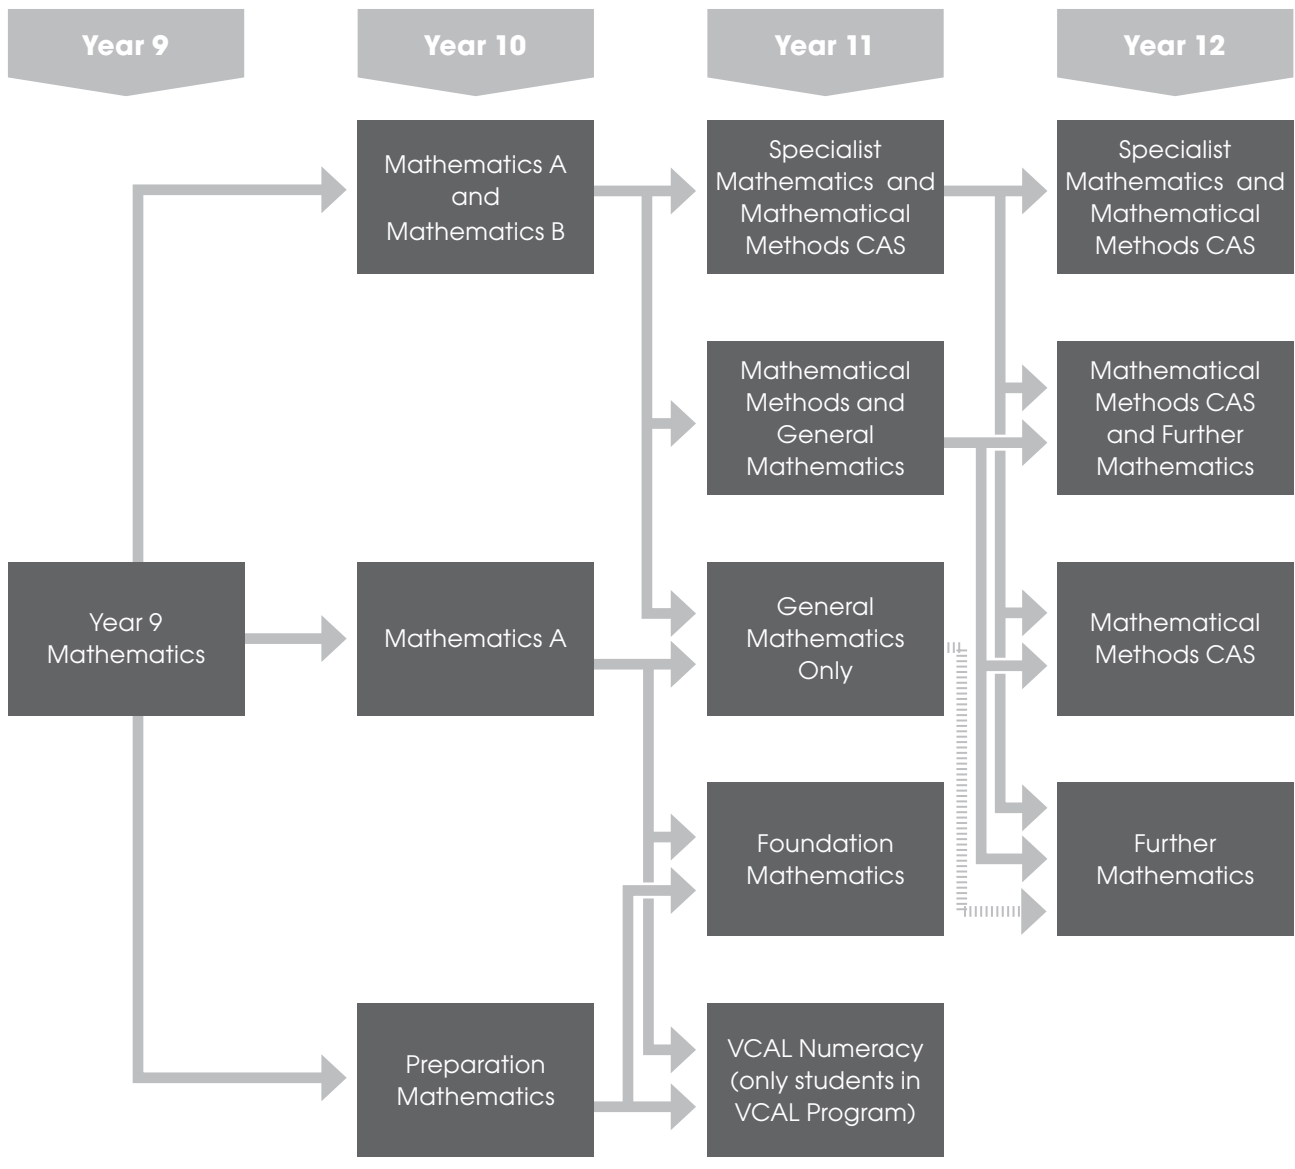 Year 9
Year 10
Year 11
Year 12
Mathematics A
and
Mathematics B
Specialist
Mathematics and
Mathematical
Methods CAS
Specialist
Mathematics and
Mathematical
Methods CAS
Mathematical
Methods and
General
Mathematics
Mathematical
Methods CAS
and Further
Mathematics
Year 9
Mathematics
Mathematics A
General
Mathematics
Only
Mathematical
Methods CAS
Foundation
Mathematics
Further
Mathematics
Preparation
Mathematics
VCAL Numeracy
(only students in
VCAL Program)